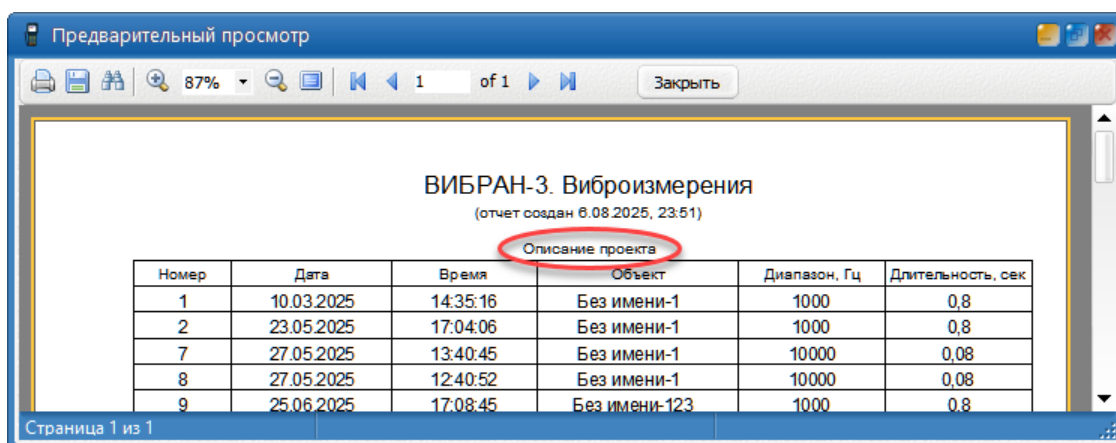 Предварительный просмотр
87% 1 of 1 Закрыть
ВИБРАН-3. Виброизмерения
(отчет создан 6.08.2025, 23:51)
Описание проекта
Номер Дата Время Объект Диапазон, Гц Длительность, сек
1 10.03.2025 14:35:16 Без имени-1 1000 0,8
2 23.05.2025 17:04:06 Без имени-1 1000 0,8
7 27.05.2025 13:40:45 Без имени-1 10000 0,08
8 27.05.2025 12:40:52 Без имени-1 10000 0,08
9 25.06.2025 17:08:45 Без имени-123 1000 0,8
Страница 1 из 1